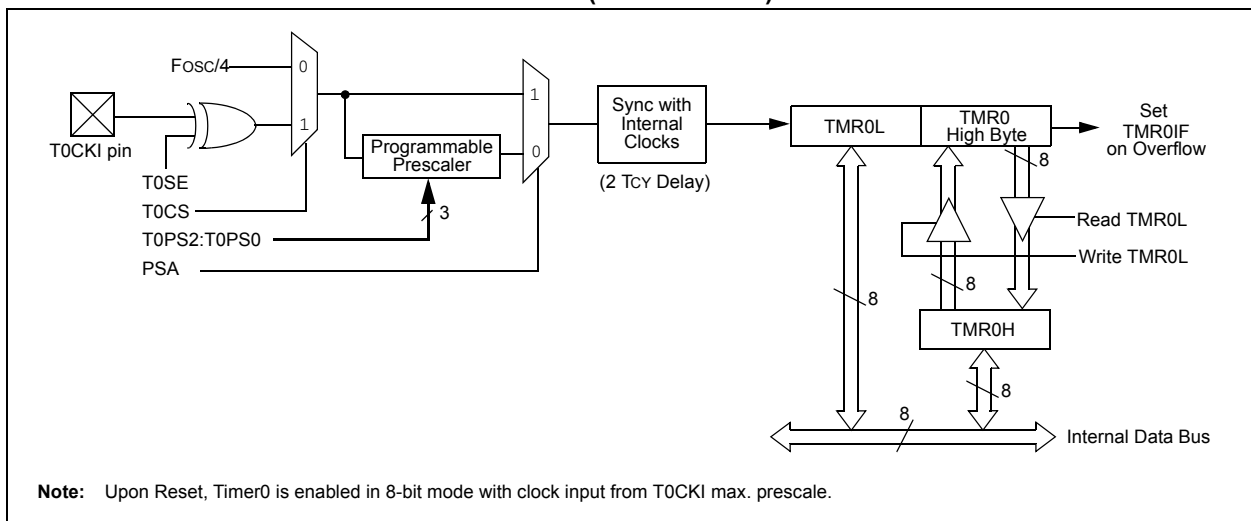 Fosc/4
0
1
T0CKI pin
T0SE
T0CS
T0PS2:T0PS0
PSA
Programmable
Prescaler
3
1
0
Sync with
Internal
Clocks
(2 TCY Delay)
TMR0L
TMR0
High Byte
Set
TMR0IF
on Overflow
8
Read TMR0L
Write TMR0L
8
8
TMR0H
8
8
8
Internal Data Bus
Note: Upon Reset, Timer0 is enabled in 8-bit mode with clock input from T0CKI max. prescale.